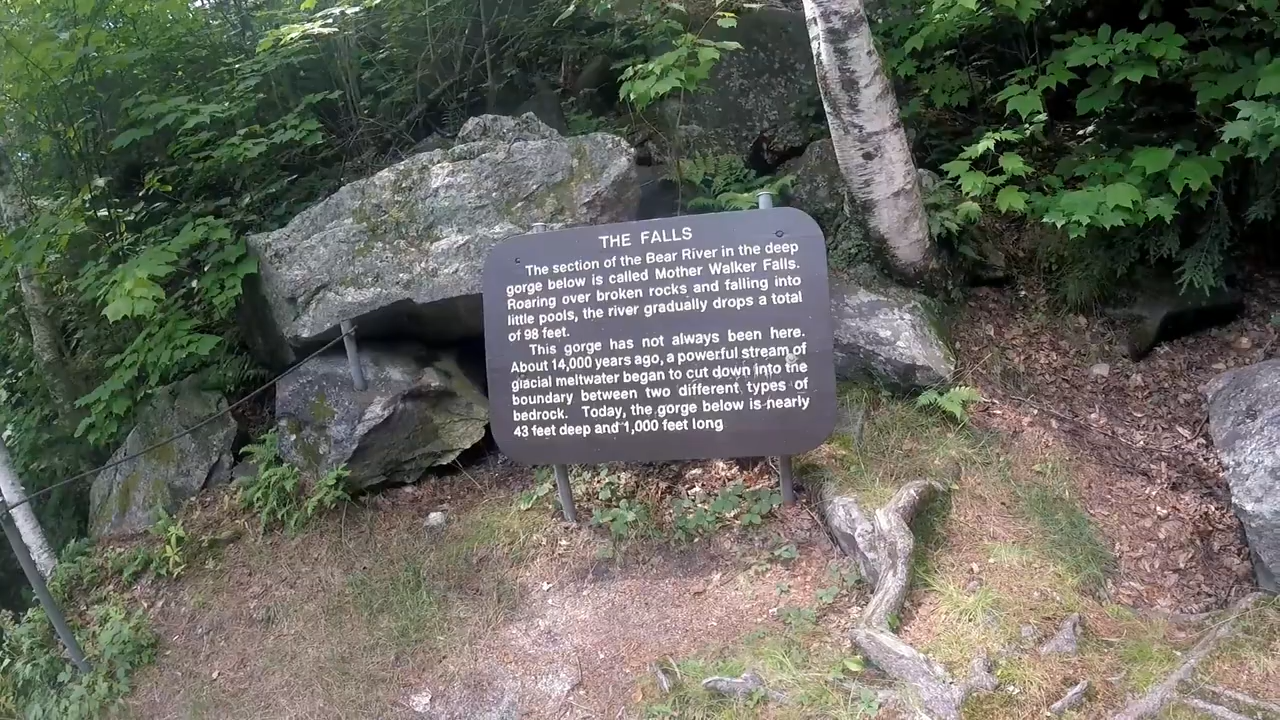 THE FALLS
The section of the Bear River in the deep
gorge below is called Mother Walker Falls.
Roaring over broken rocks and falling into
little pools, the river gradually drops a total
of 98 feet.
This gorge has not always been here.
About 14,000 years ago, a powerful stream of
glacial meltwater began to cut down into the
boundary between two different types of
bedrock. Today, the gorge below is nearly
43 feet deep and 1,000 feet long